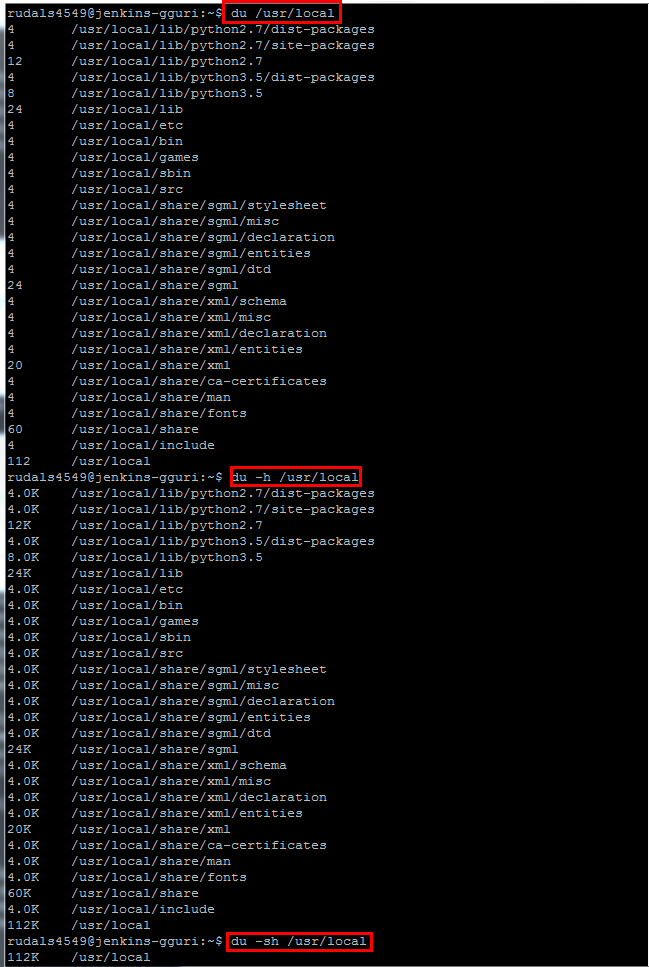 rudals4549@jenkins-gguri:~$ du /usr/local
4 /usr/local/lib/python2.7/dist-packages
4 /usr/local/lib/python2.7/site-packages
12 /usr/local/lib/python2.7
4 /usr/local/lib/python3.5/dist-packages
8 /usr/local/lib/python3.5
24 /usr/local/lib
4 /usr/local/etc
4 /usr/local/bin
4 /usr/local/games
4 /usr/local/sbin
4 /usr/local/src
4 /usr/local/share/sgml/stylesheet
4 /usr/local/share/sgml/misc
4 /usr/local/share/sgml/declaration
4 /usr/local/share/sgml/entities
4 /usr/local/share/sgml/dtd
24 /usr/local/share/sgml
4 /usr/local/share/xml/schema
4 /usr/local/share/xml/misc
4 /usr/local/share/xml/declaration
4 /usr/local/share/xml/entities
20 /usr/local/share/xml
4 /usr/local/share/ca-certificates
4 /usr/local/share/man
4 /usr/local/share/fonts
60 /usr/local/share
4 /usr/local/include
112 /usr/local
rudals4549@jenkins-gguri:~$ du -h /usr/local
4.0K /usr/local/lib/python2.7/dist-packages
4.0K /usr/local/lib/python2.7/site-packages
12K /usr/local/lib/python2.7
4.0K /usr/local/lib/python3.5/dist-packages
8.0K /usr/local/lib/python3.5
24K /usr/local/lib
4.0K /usr/local/etc
4.0K /usr/local/bin
4.0K /usr/local/games
4.0K /usr/local/sbin
4.0K /usr/local/src
4.0K /usr/local/share/sgml/stylesheet
4.0K /usr/local/share/sgml/misc
4.0K /usr/local/share/sgml/declaration
4.0K /usr/local/share/sgml/entities
4.0K /usr/local/share/sgml/dtd
24K /usr/local/share/sgml
4.0K /usr/local/share/xml/schema
4.0K /usr/local/share/xml/misc
4.0K /usr/local/share/xml/declaration
4.0K /usr/local/share/xml/entities
20K /usr/local/share/xml
4.0K /usr/local/share/ca-certificates
4.0K /usr/local/share/man
4.0K /usr/local/share/fonts
60K /usr/local/share
4.0K /usr/local/include
112K /usr/local
rudals4549@jenkins-gguri:~$ du -sh /usr/local
112K /usr/local